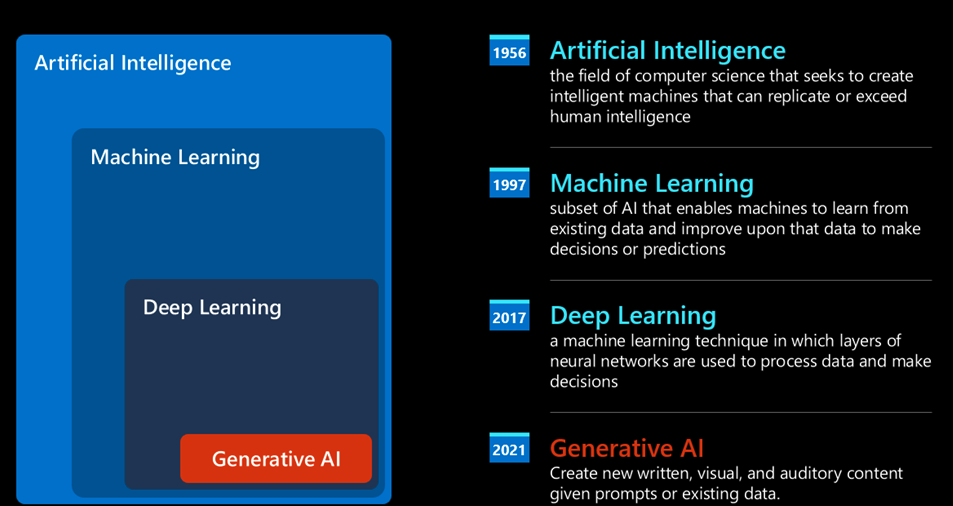 Artificial Intelligence
Machine Learning
Deep Learning
Generative AI
1956
Artificial Intelligence
the field of computer science that seeks to create
intelligent machines that can replicate or exceed
human intelligence
1997
Machine Learning
subset of AI that enables machines to learn from
existing data and improve upon that data to make
decisions or predictions
2017
Deep Learning
a machine learning technique in which layers of
neural networks are used to process data and make
decisions
2021
Generative AI
Create new written, visual, and auditory content
given prompts or existing data.